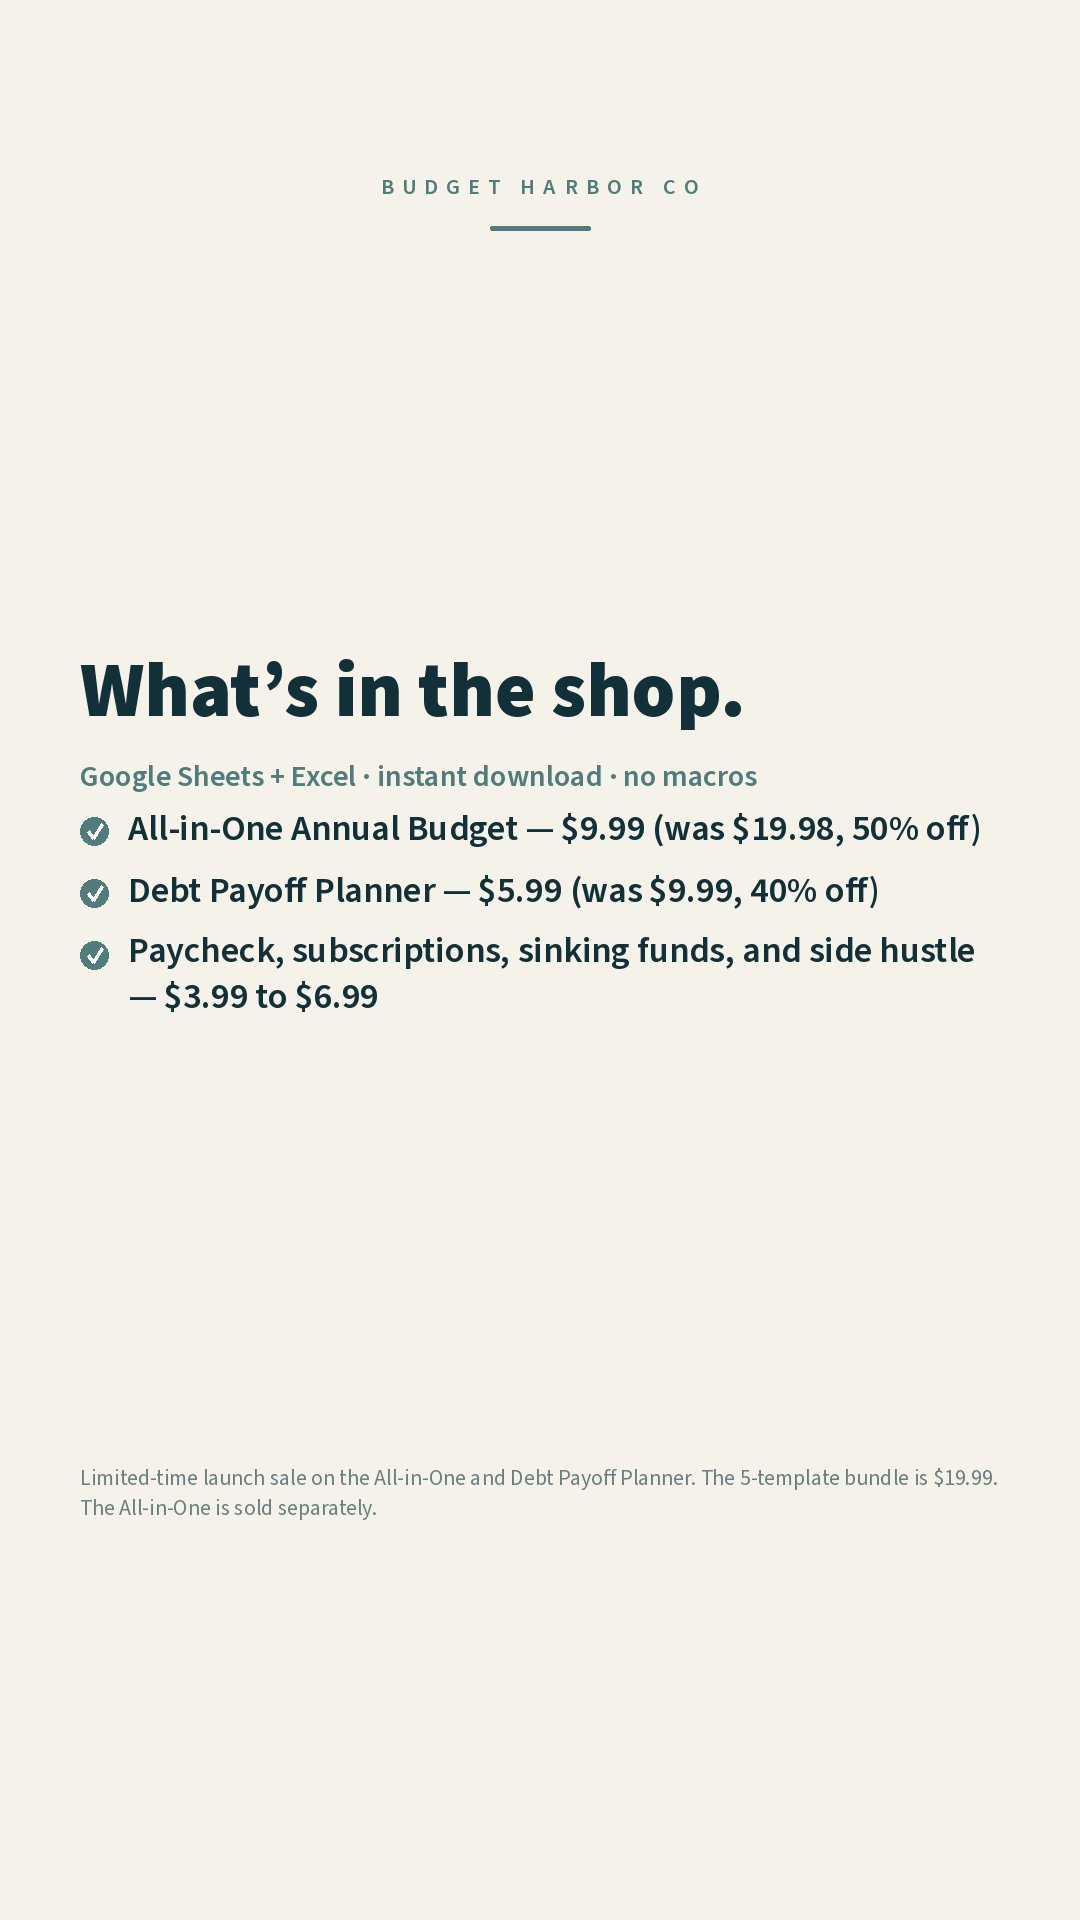 BUDGET HARBOR CO
What’s in the shop.
Google Sheets + Excel · instant download · no macros
All-in-One Annual Budget — $9.99 (was $19.98, 50% off)
Debt Payoff Planner — $5.99 (was $9.99, 40% off)
Paycheck, subscriptions, sinking funds, and side hustle
— $3.99 to $6.99
Limited-time launch sale on the All-in-One and Debt Payoff Planner. The 5-template bundle is $19.99.
The All-in-One is sold separately.